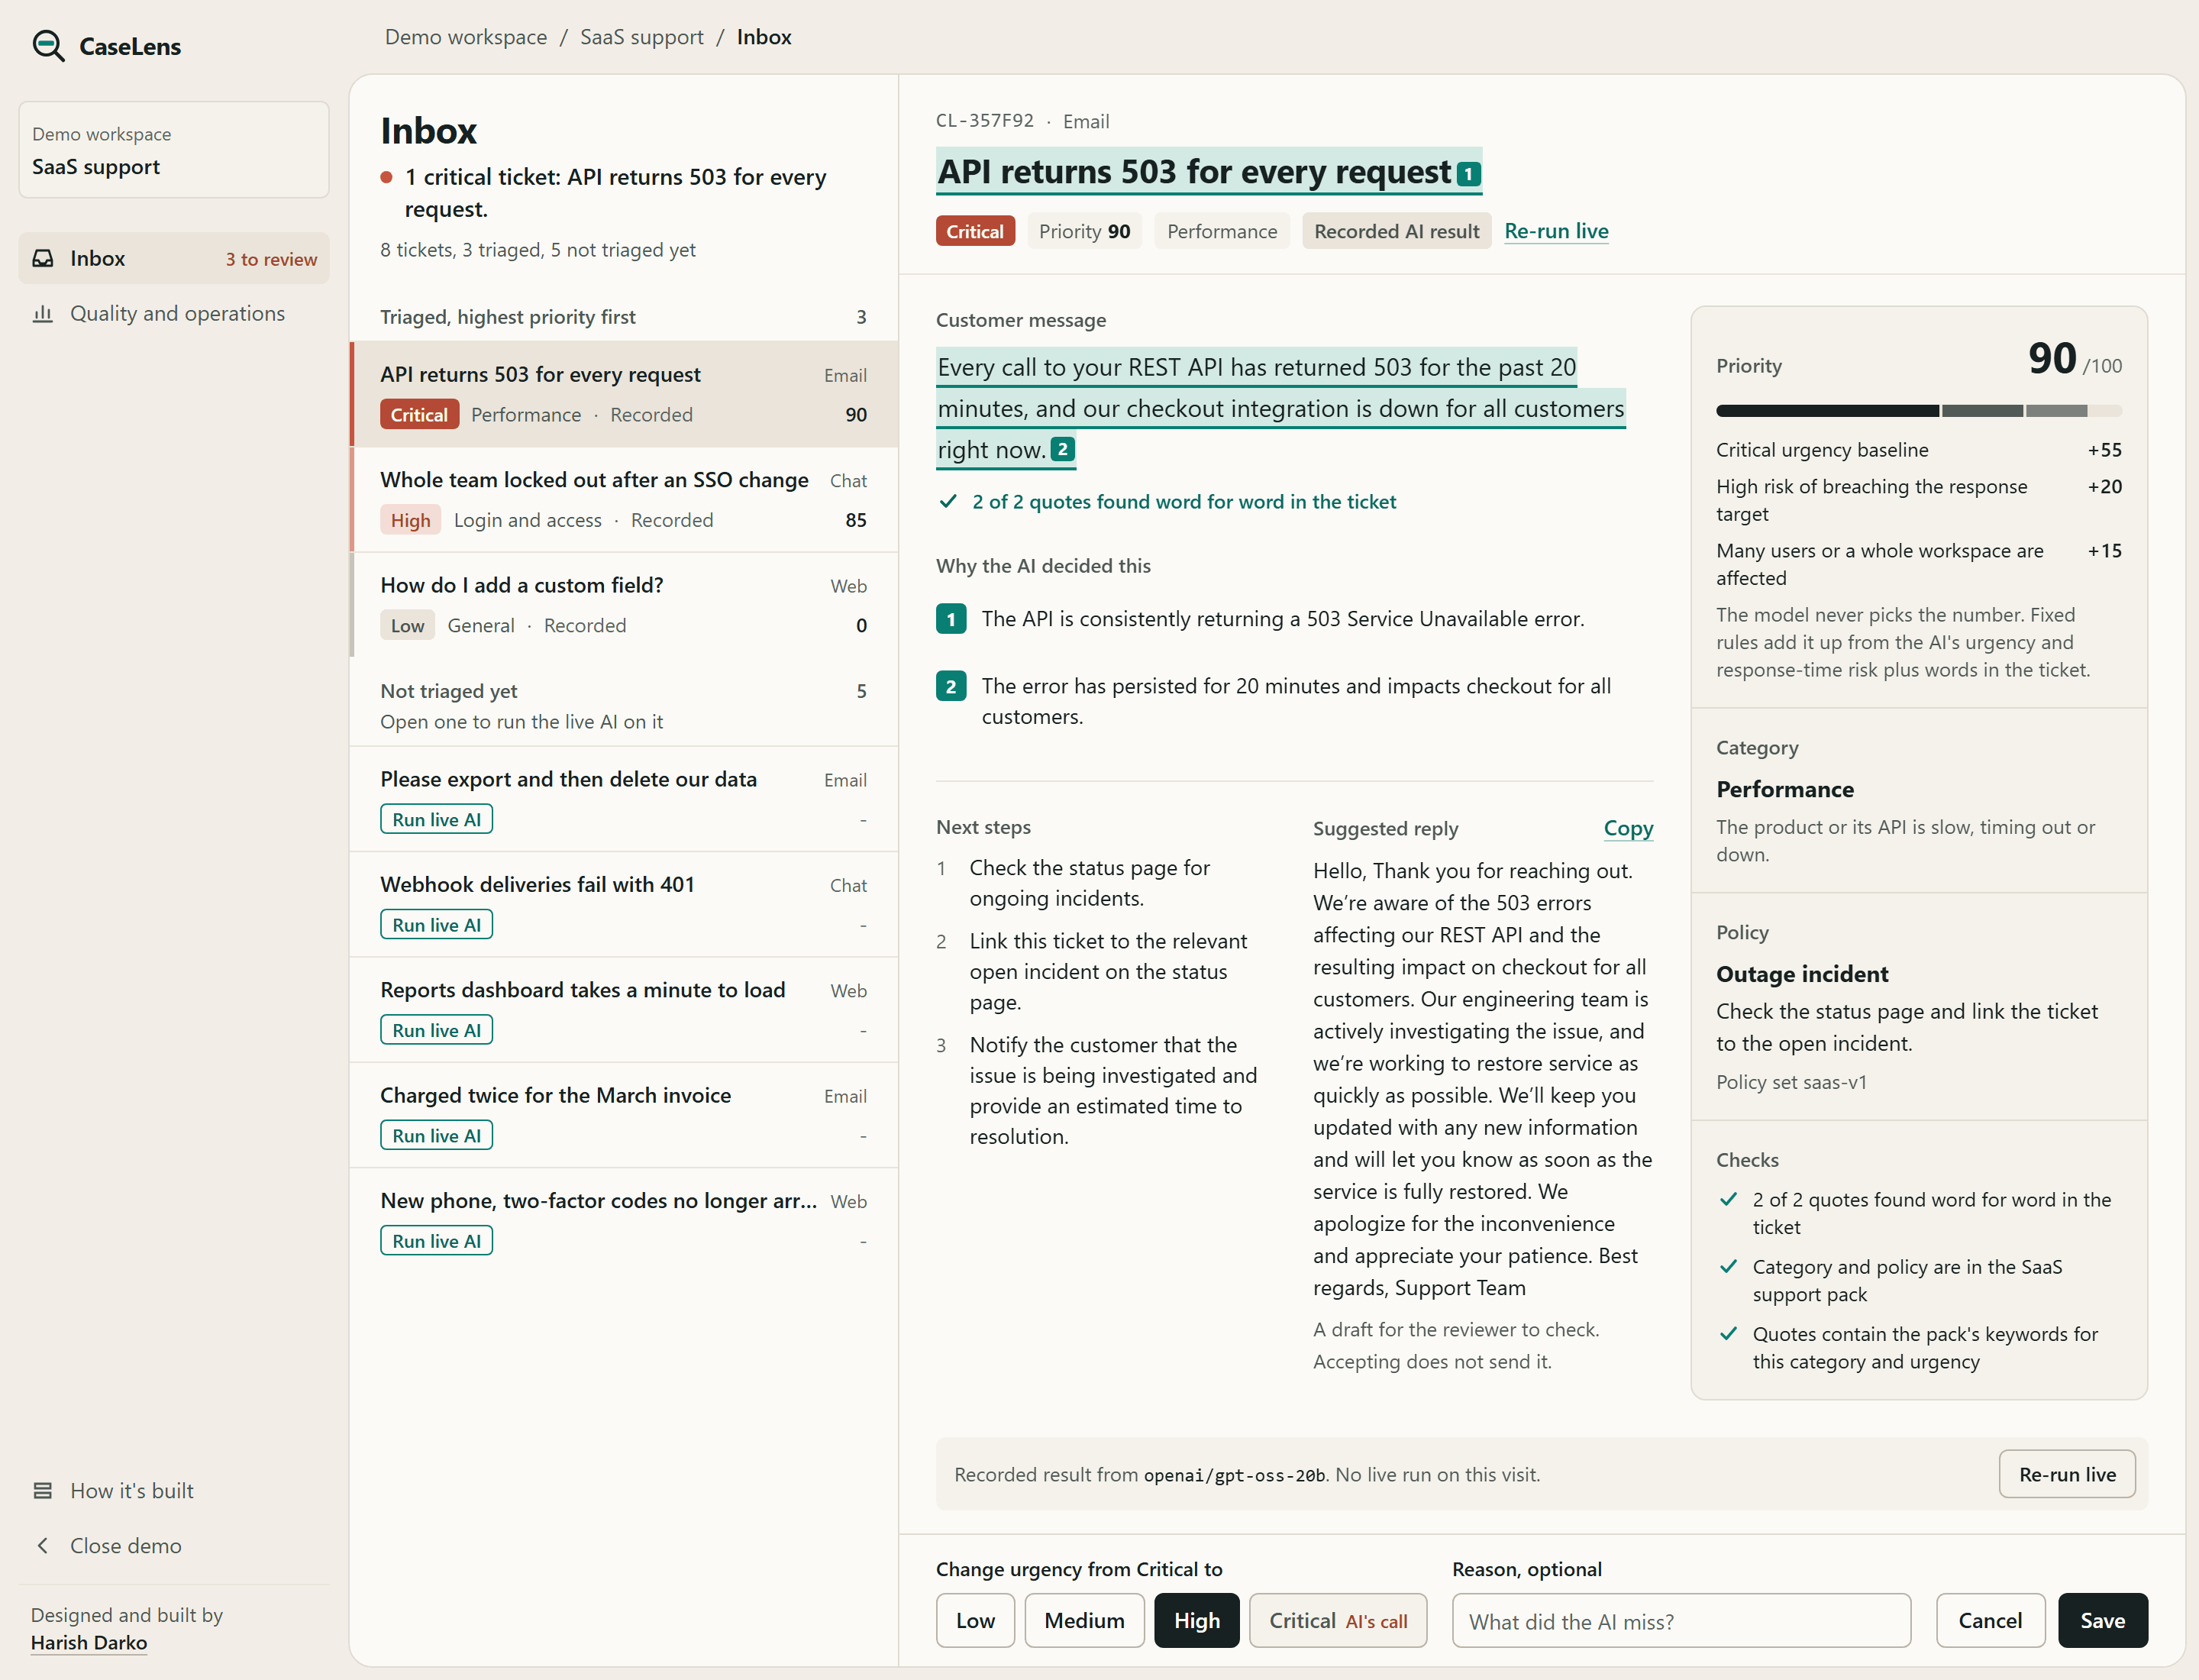 CaseLens
Demo workspace
SaaS support
Inbox
3 to review
Quality and operations
How it's built
Close demo
Designed and built by
Harish Darko
Demo workspace / SaaS support / Inbox
Inbox
1 critical ticket: API returns 503 for every
request.
8 tickets, 3 triaged, 5 not triaged yet
Triaged, highest priority first 3
API returns 503 for every request Email
Critical Performance · Recorded 90
Whole team locked out after an SSO change Chat
High Login and access · Recorded 85
How do I add a custom field? Web
Low General · Recorded 0
Not triaged yet 5
Open one to run the live AI on it
Please export and then delete our data Email
Run live AI -
Webhook deliveries fail with 401 Chat
Run live AI -
Reports dashboard takes a minute to load Web
Run live AI -
Charged twice for the March invoice Email
Run live AI -
New phone, two-factor codes no longer arr... Web
Run live AI -
CL-357F92 · Email
API returns 503 for every request 1
Critical Priority 90 Performance Recorded AI result Re-run live
Customer message
Every call to your REST API has returned 503 for the past 20
minutes, and our checkout integration is down for all customers
right now. 2
2 of 2 quotes found word for word in the ticket
Why the AI decided this
1 The API is consistently returning a 503 Service Unavailable error.
2 The error has persisted for 20 minutes and impacts checkout for all
customers.
Next steps
1 Check the status page for
ongoing incidents.
2 Link this ticket to the relevant
open incident on the status
page.
3 Notify the customer that the
issue is being investigated and
provide an estimated time to
resolution.
Suggested reply Copy
Hello, Thank you for reaching out.
We’re aware of the 503 errors
affecting our REST API and the
resulting impact on checkout for all
customers. Our engineering team is
actively investigating the issue, and
we’re working to restore service as
quickly as possible. We’ll keep you
updated with any new information
and will let you know as soon as the
service is fully restored. We
apologize for the inconvenience
and appreciate your patience. Best
regards, Support Team
A draft for the reviewer to check.
Accepting does not send it.
Priority 90 /100
Critical urgency baseline +55
High risk of breaching the response +20
target
Many users or a whole workspace are +15
affected
The model never picks the number. Fixed
rules add it up from the AI's urgency and
response-time risk plus words in the ticket.
Category
Performance
The product or its API is slow, timing out or
down.
Policy
Outage incident
Check the status page and link the ticket
to the open incident.
Policy set saas-v1
Checks
2 of 2 quotes found word for word in the
ticket
Category and policy are in the SaaS
support pack
Quotes contain the pack's keywords for
this category and urgency
Recorded result from openai/gpt-oss-20b. No live run on this visit.
Re-run live
Change urgency from Critical to
Low Medium High Critical AI's call
Reason, optional
What did the AI miss?
Cancel Save